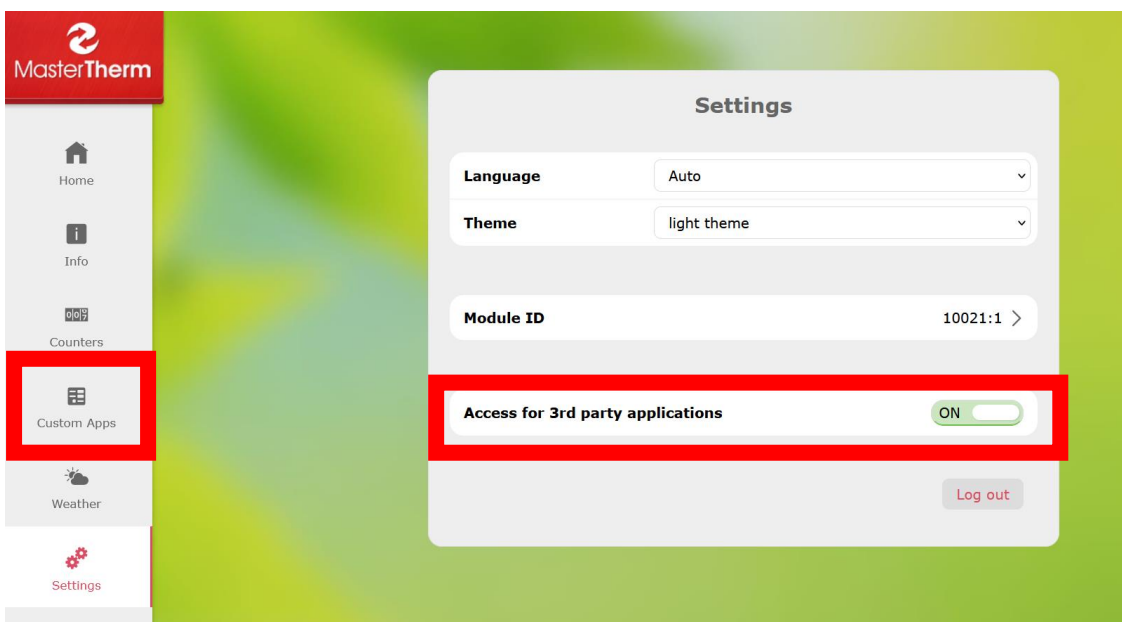 MasterTherm
Home
Info
Counters
Custom Apps
Weather
Settings
Settings
Language Auto
Theme light theme
Module ID 10021:1
Access for 3rd party applications ON
Log out